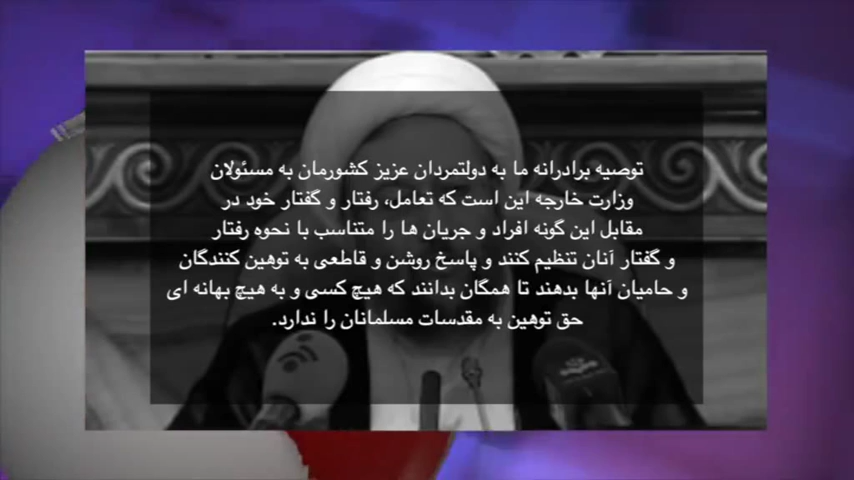 توصیه برادرانه ما به دولتمردان عزیز کشورمان به مسئولان
وزارت خارجه این است که تعامل، رفتار و گفتار خود در
مقابل این گونه افراد و جریان ها را متناسب با نحوه رفتار
و گفتار آنان تنظیم کنند و پاسخ روشن و قاطعی به توهین کنندگان
و حامیان آنها بدهند تا همگان بدانند که هیچ کسی و به هیچ بهانه ای
حق توهین به مقدسات مسلمانان را ندارد.